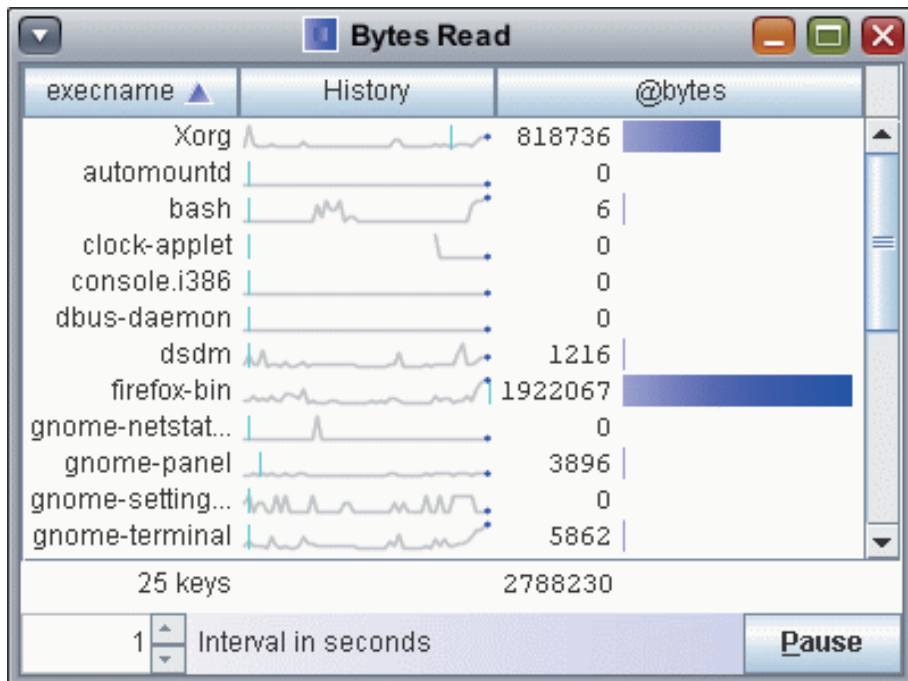 Bytes Read
execname History @bytes
Xorg 818736
automountd 0
bash 6
clock-applet 0
console.i386 0
dbus-daemon 0
dsdm 1216
firefox-bin 1922067
gnome-netstat... 0
gnome-panel 3896
gnome-setting... 0
gnome-terminal 5862
25 keys 2788230
1 Interval in seconds Pause